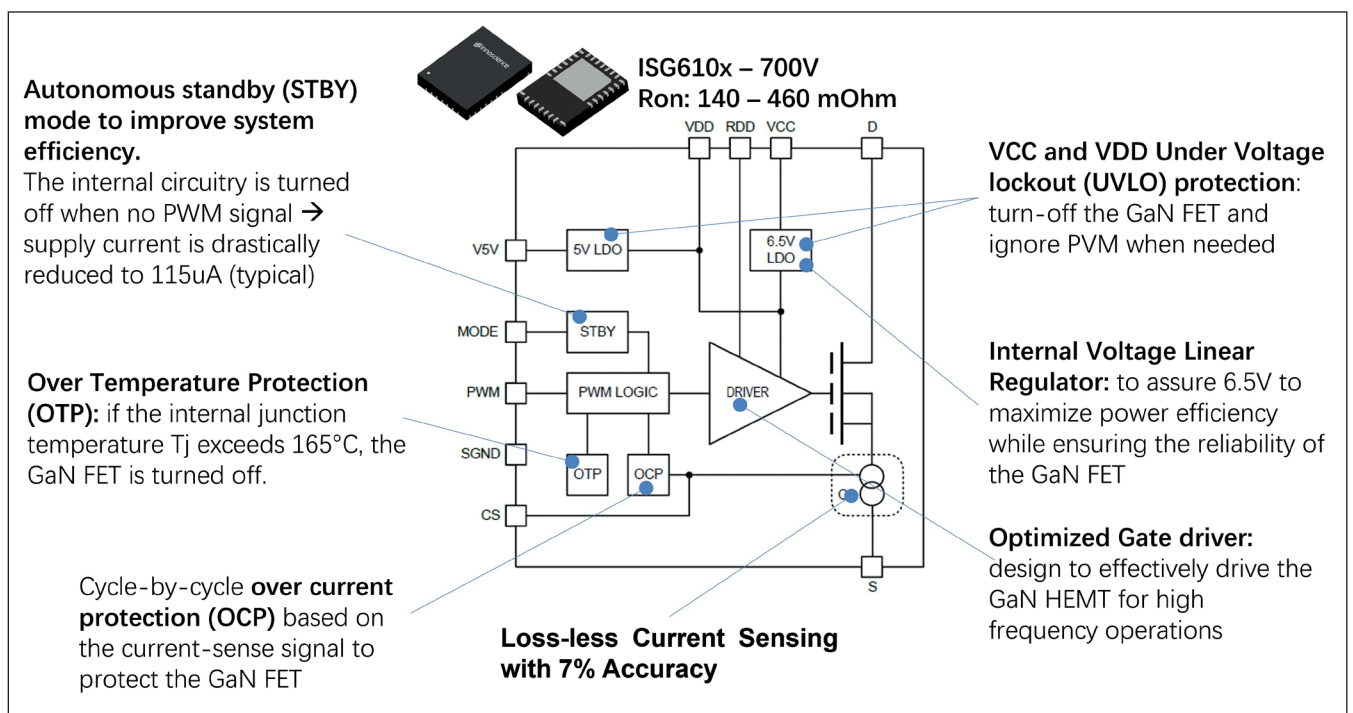 Innoscience
ISG610x – 700V
Ron: 140 – 460 mOhm
Autonomous standby (STBY)
mode to improve system
efficiency.
The internal circuitry is turned
off when no PWM signal →
supply current is drastically
reduced to 115uA (typical)
Over Temperature Protection
(OTP): if the internal junction
temperature Tj exceeds 165°C, the
GaN FET is turned off.
Cycle-by-cycle over current
protection (OCP) based on
the current-sense signal to
protect the GaN FET
VDD RDD VCC D
V5V
5V LDO
6.5V
LDO
MODE
STBY
PWM
PWM LOGIC
DRIVER
SGND
OTP
OCP
CS
S
Loss-less Current Sensing
with 7% Accuracy
VCC and VDD Under Voltage
lockout (UVLO) protection:
turn-off the GaN FET and
ignore PVM when needed
Internal Voltage Linear
Regulator: to assure 6.5V to
maximize power efficiency
while ensuring the reliability of
the GaN FET
Optimized Gate driver:
design to effectively drive the
GaN HEMT for high
frequency operations